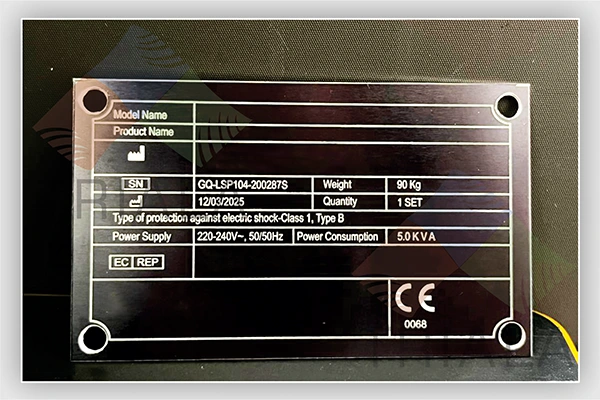 Model Name
Product Name
SN GQ-LSP104-200287S Weight 90 Kg
12/03/2025 Quantity 1 SET
Type of protection against electric shock-Class 1, Type B
Power Supply 220-240V~, 50/50Hz Power Consumption 5.0 K V A
EC REP
CE
0068